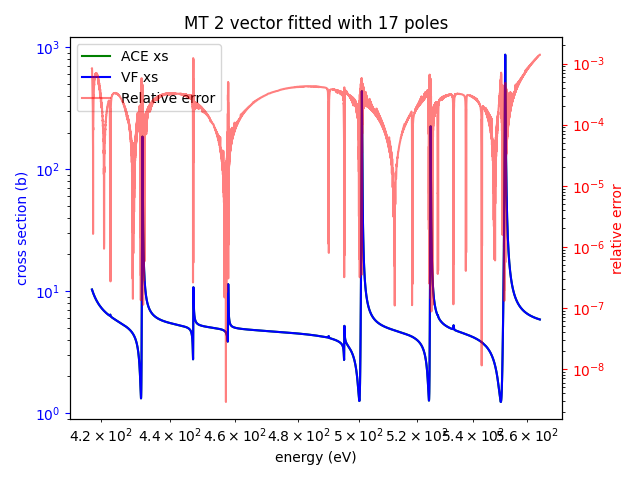 MT 2 vector fitted with 17 poles
ACE xs
VF xs
Relative error
10³
10²
10¹
10⁰
cross section (b)
10⁻³
10⁻⁴
10⁻⁵
10⁻⁶
10⁻⁷
10⁻⁸
relative error
4.2 × 10² 4.4 × 10² 4.6 × 10² 4.8 × 10² 5 × 10² 5.2 × 10² 5.4 × 10² 5.6 × 10²
energy (eV)